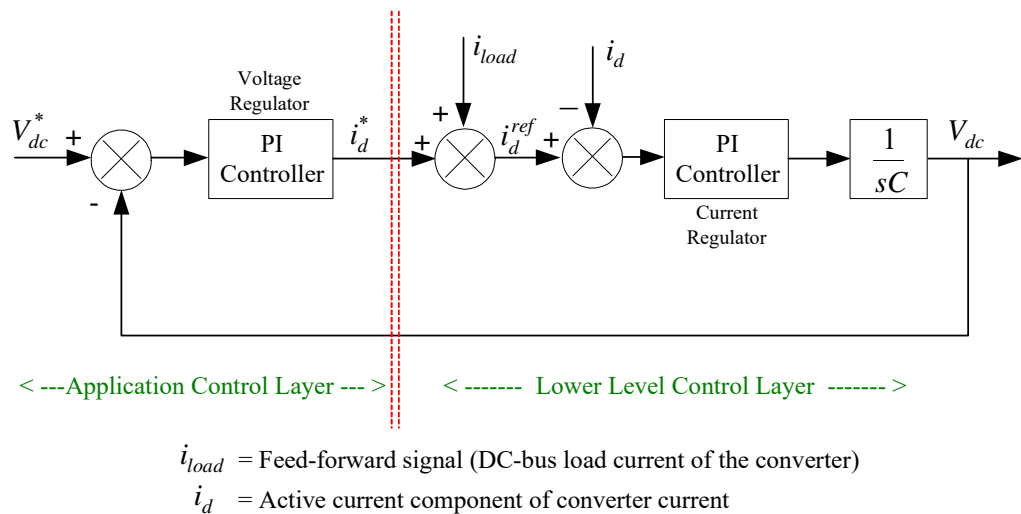 i_load
i_d
Voltage
Regulator
V_dc^*
+
-
PI
Controller
i_d^*
+
+
i_d^ref
+
−
PI
Controller
Current
Regulator
1
sC
V_dc
< ---Application Control Layer --- >
< ------- Lower Level Control Layer ------- >
i_load = Feed-forward signal (DC-bus load current of the converter)
i_d = Active current component of converter current